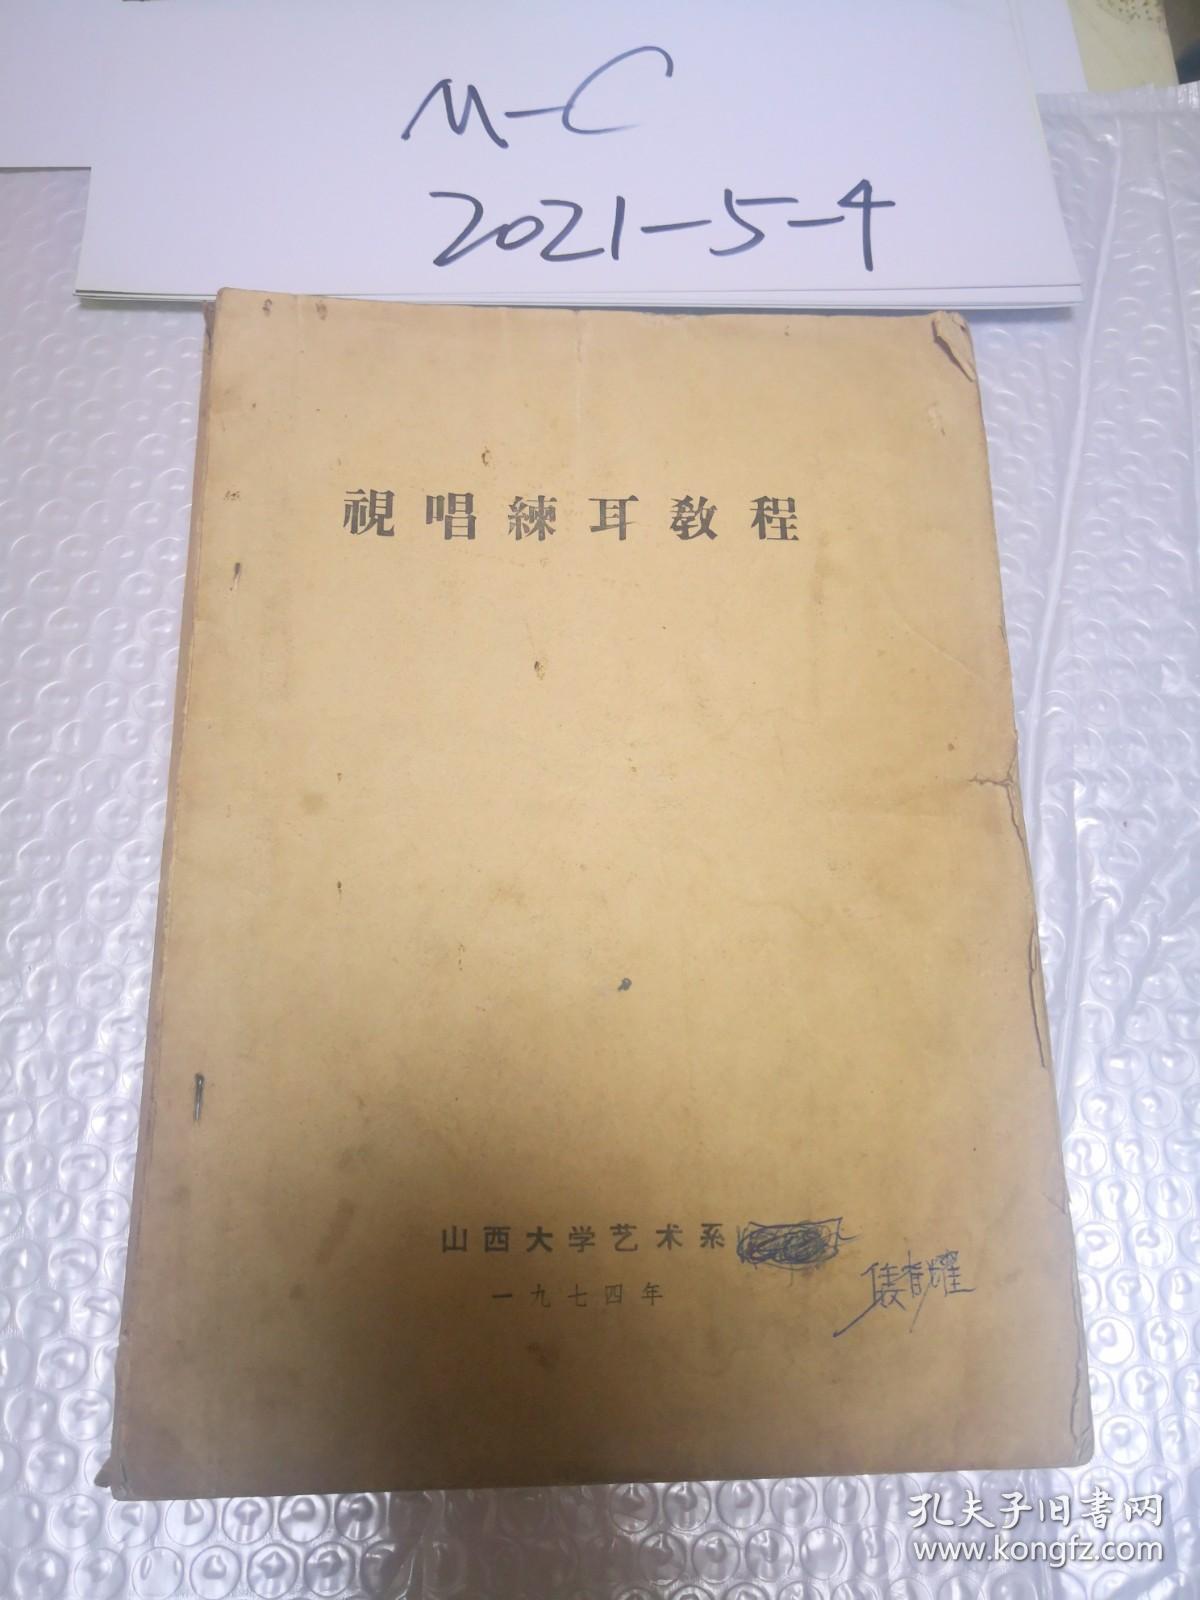 M-C
2021-5-4
視唱練耳教程
山西大学艺术系
一九七四年
孔夫子旧书网
www.kongfz.com